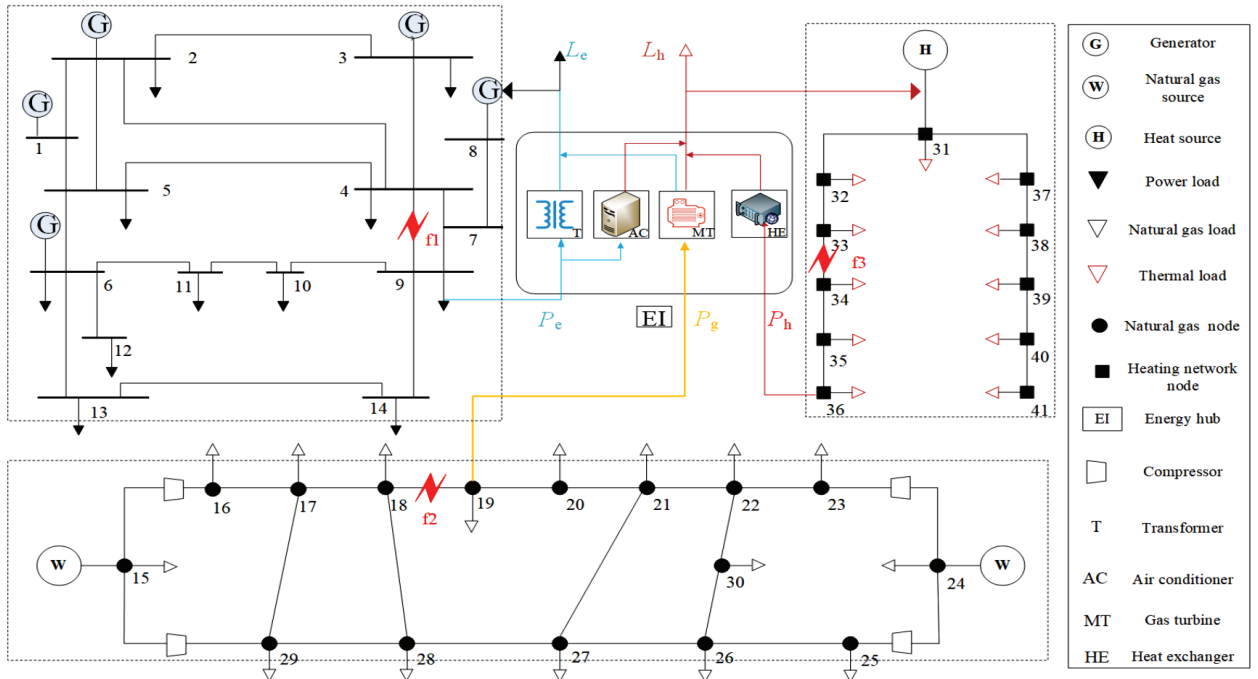 G
G
G
G
G
2
3
1
8
5
4
7
f1
6
11
10
9
12
13
14
Le
Lh
T
AC
MT
HE
Pe
EI
Pg
Ph
H
31
32
37
33
38
f3
34
39
35
40
36
41
16
17
18
f2
19
20
21
22
23
W
15
30
24
W
29
28
27
26
25
G Generator
W Natural gas
source
H Heat source
Power load
Natural gas load
Thermal load
Natural gas node
Heating network
node
EI Energy hub
Compressor
T Transformer
AC Air conditioner
MT Gas turbine
HE Heat exchanger